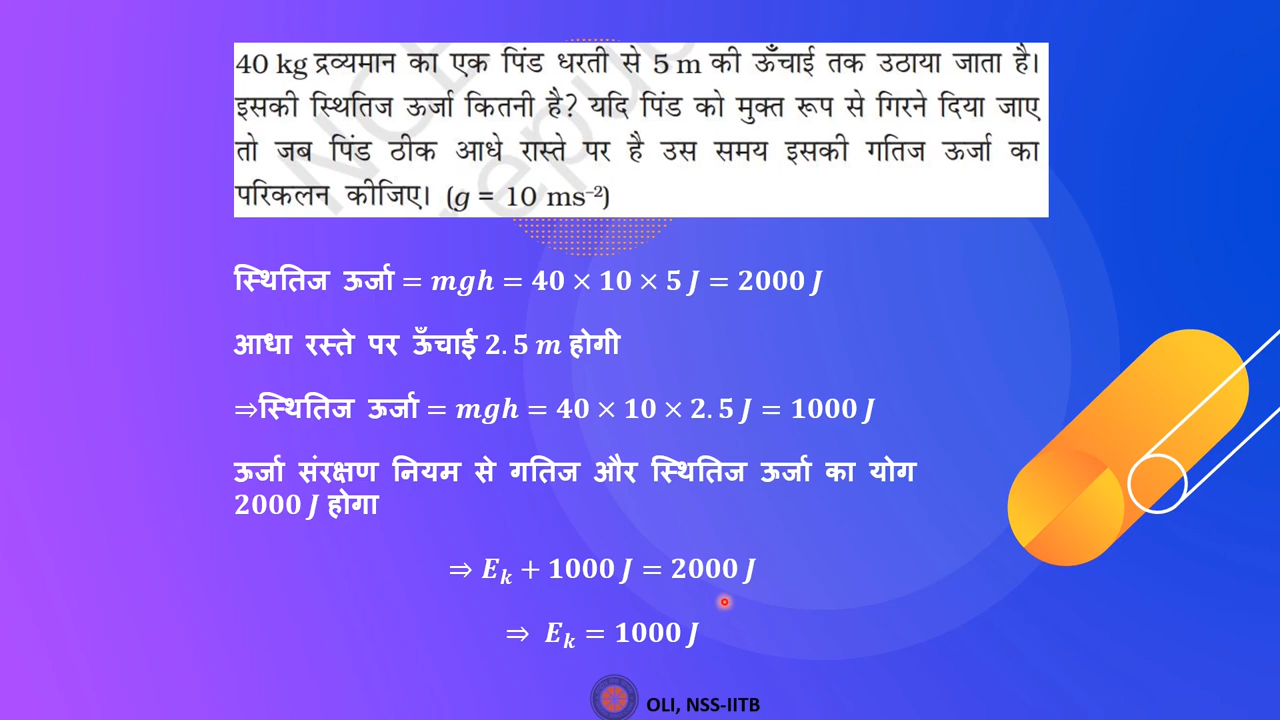 40 kg द्रव्यमान का एक पिंड धरती से 5 m की ऊँचाई तक उठाया जाता है।
इसकी स्थितिज ऊर्जा कितनी है? यदि पिंड को मुक्त रूप से गिरने दिया जाए
तो जब पिंड ठीक आधे रास्ते पर है उस समय इसकी गतिज ऊर्जा का
परिकलन कीजिए। (g = 10 ms⁻²)
स्थितिज ऊर्जा = mgh = 40 × 10 × 5 J = 2000 J
आधा रस्ते पर ऊँचाई 2.5 m होगी
⇒स्थितिज ऊर्जा = mgh = 40 × 10 × 2.5 J = 1000 J
ऊर्जा संरक्षण नियम से गतिज और स्थितिज ऊर्जा का योग
2000 J होगा
⇒ Eₖ + 1000 J = 2000 J
⇒ Eₖ = 1000 J
OLI, NSS-IITB